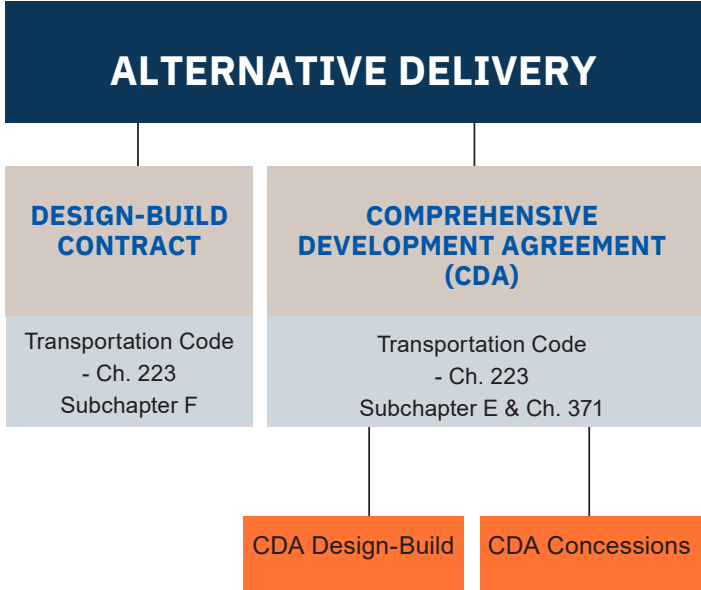 ALTERNATIVE DELIVERY
DESIGN-BUILD
CONTRACT
Transportation Code
- Ch. 223
Subchapter F
COMPREHENSIVE
DEVELOPMENT AGREEMENT
(CDA)
Transportation Code
- Ch. 223
Subchapter E & Ch. 371
CDA Design-Build
CDA Concessions